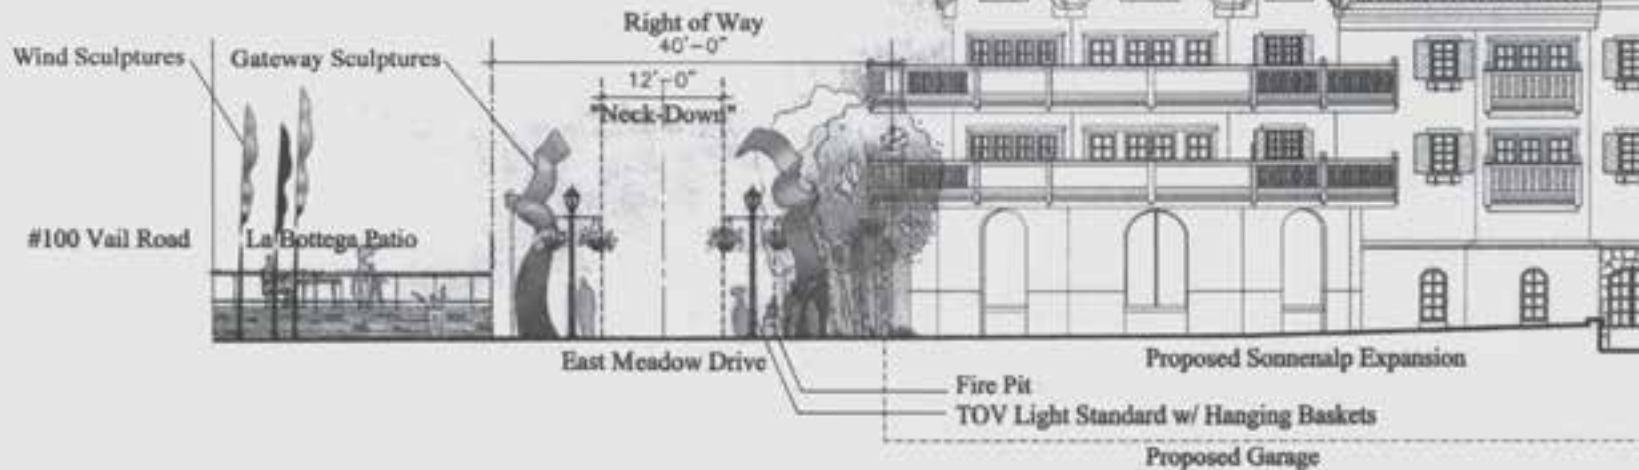 Right of Way
40'-0"
Wind Sculptures
Gateway Sculptures
12'-0"
"Neck-Down"
#100 Vail Road
La Bottega Patio
East Meadow Drive
Proposed Sonnenalp Expansion
Fire Pit
TOV Light Standard w/ Hanging Baskets
Proposed Garage